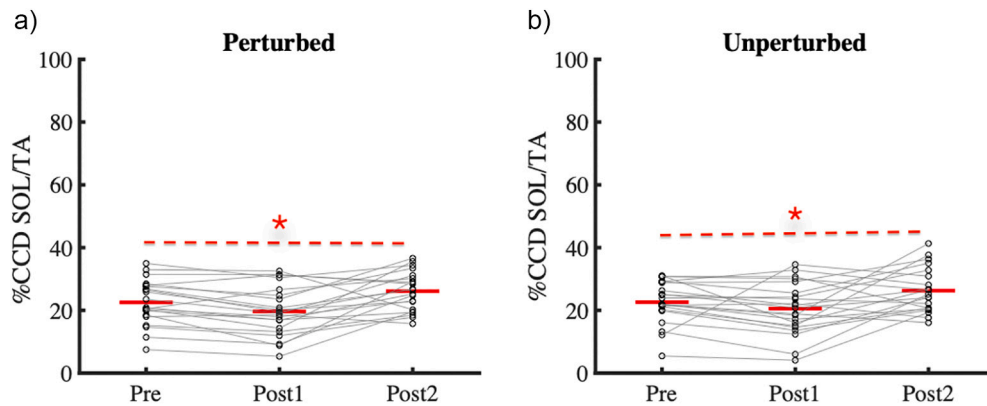 a)
Perturbed
%CCD SOL/TA
100
80
60
40
20
0
*
Pre Post1 Post2
b)
Unperturbed
%CCD SOL/TA
100
80
60
40
20
0
*
Pre Post1 Post2